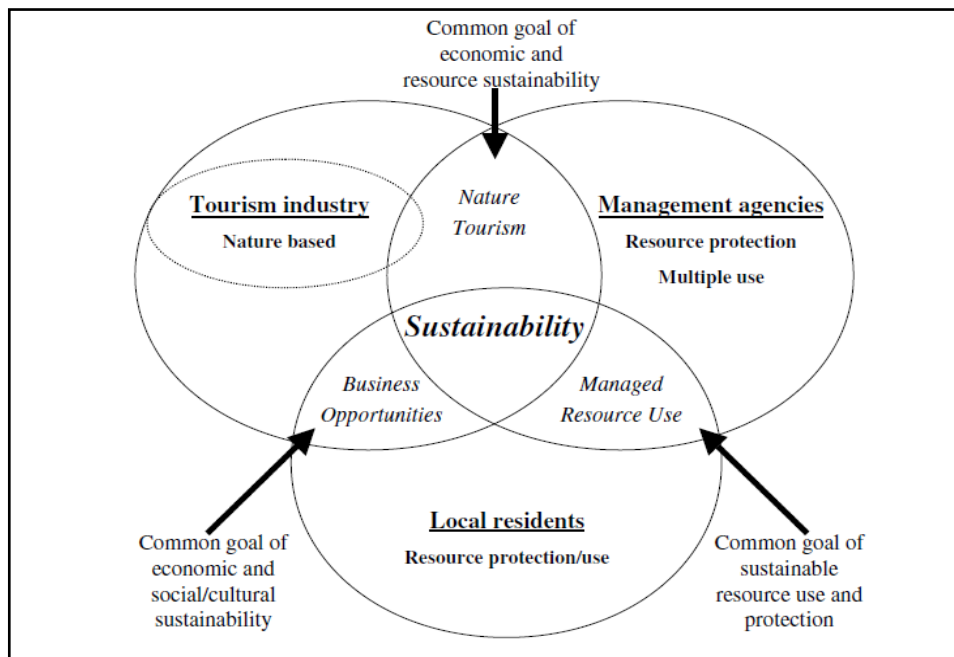 Common goal of
economic and
resource sustainability
Tourism industry
Nature based
Nature
Tourism
Management agencies
Resource protection
Multiple use
Sustainability
Business
Opportunities
Managed
Resource Use
Local residents
Resource protection/use
Common goal of
economic and
social/cultural
sustainability
Common goal of
sustainable
resource use and
protection